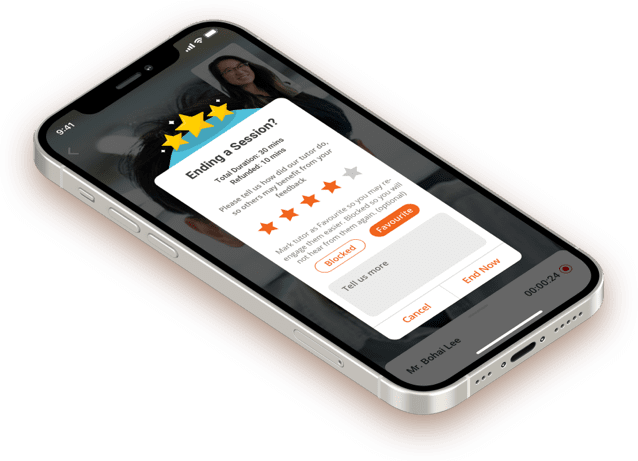 9:41
Ending a Session?
Total Duration: 30 mins
Refunded: 10 mins
Please tell us how did our tutor do,
so others may benefit from your
feedback
Mark tutor as Favourite so you may re-
engage them easier. Blocked so you will
not hear from them again. (optional)
Blocked
Favourite
Tell us more
Cancel
End Now
Mr. Bohai Lee
00:00:24